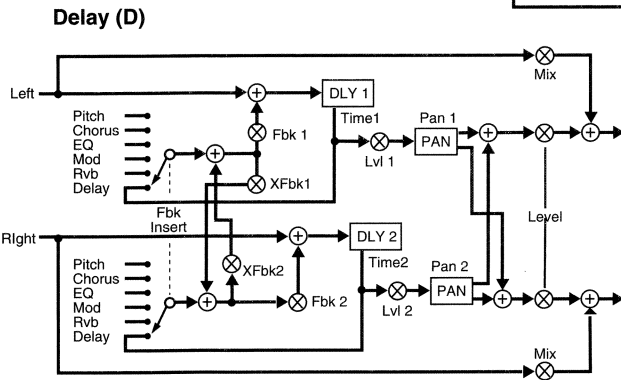 Delay (D)
Mix
Left
DLY 1
Time1
Pitch
Chorus
EQ
Mod
Rvb
Delay
Fbk 1
XFbk1
Lvl 1
Pan 1
PAN
Fbk
Insert
Level
RIght
DLY 2
Time2
Pitch
Chorus
EQ
Mod
Rvb
Delay
XFbk2
Fbk 2
Lvl 2
Pan 2
PAN
Mix